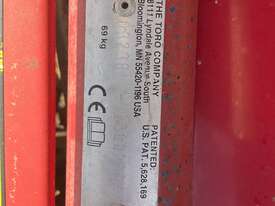 THE TORO COMPANY
8111 Lyndale Avenue South
Bloomington, MN 55420-1196 USA
69 kg
CE
PATENTED-
U.S. PAT. 5,628,169